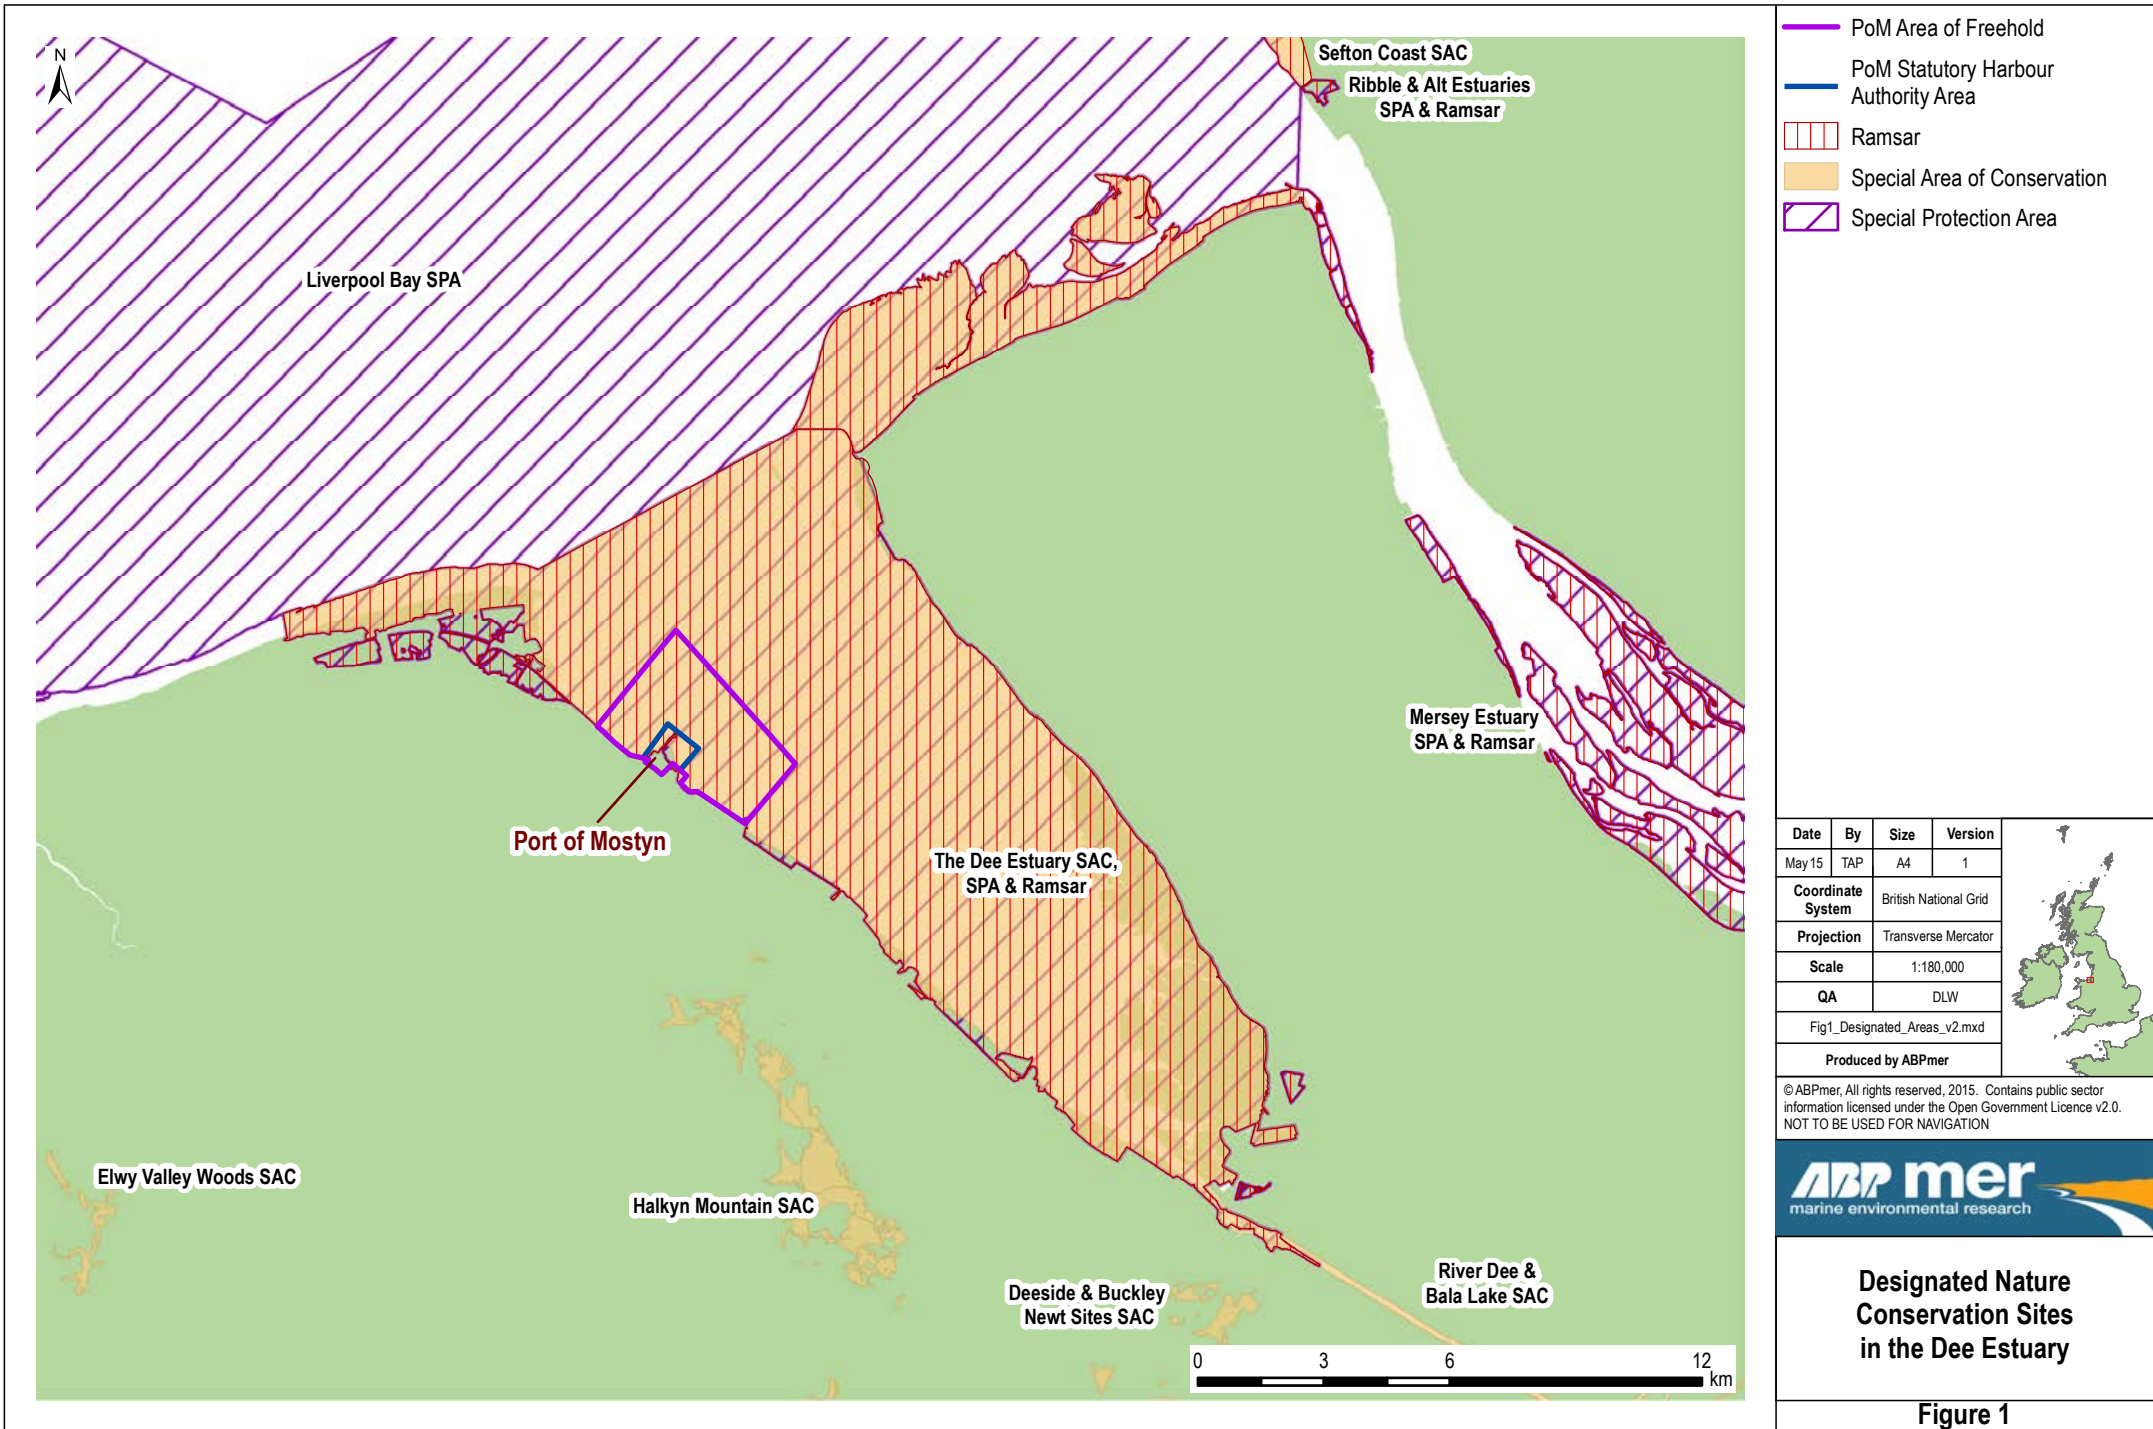 N
Sefton Coast SAC
Ribble & Alt Estuaries
SPA & Ramsar
Liverpool Bay SPA
Mersey Estuary
SPA & Ramsar
Port of Mostyn
The Dee Estuary SAC,
SPA & Ramsar
Elwy Valley Woods SAC
Halkyn Mountain SAC
Deeside & Buckley
Newt Sites SAC
River Dee &
Bala Lake SAC
0 3 6 12
km
PoM Area of Freehold
PoM Statutory Harbour
Authority Area
Ramsar
Special Area of Conservation
Special Protection Area
Date By Size Version
May 15 TAP A4 1
Coordinate
System
British National Grid
Projection Transverse Mercator
Scale 1:180,000
QA DLW
Fig1_Designated_Areas_v2.mxd
Produced by ABPmer
© ABPmer, All rights reserved, 2015. Contains public sector
information licensed under the Open Government Licence v2.0.
NOT TO BE USED FOR NAVIGATION
ABP mer
marine environmental research
Designated Nature
Conservation Sites
in the Dee Estuary
Figure 1